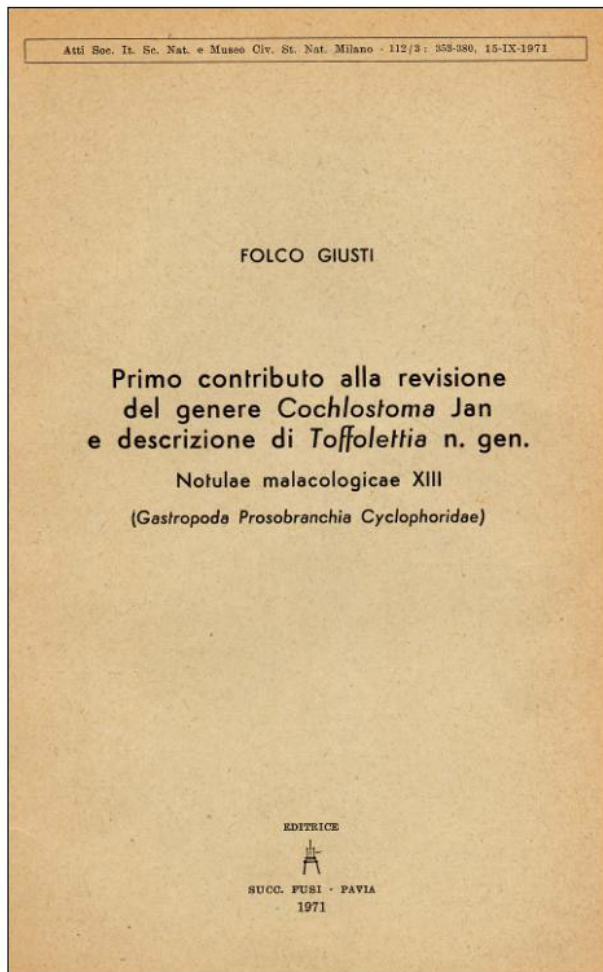 Atti Soc. It. Sc. Nat. e Museo Civ. St. Nat. Milano - 112/3: 353-380, 15-IX-1971
FOLCO GIUSTI
Primo contributo alla revisione
del genere Cochlostoma Jan
e descrizione di Toffolettia n. gen.
Notulae malacologicae XIII
(Gastropoda Prosobranchia Cyclophoridae)
EDITRICE
SUCC. FUSI - PAVIA
1971